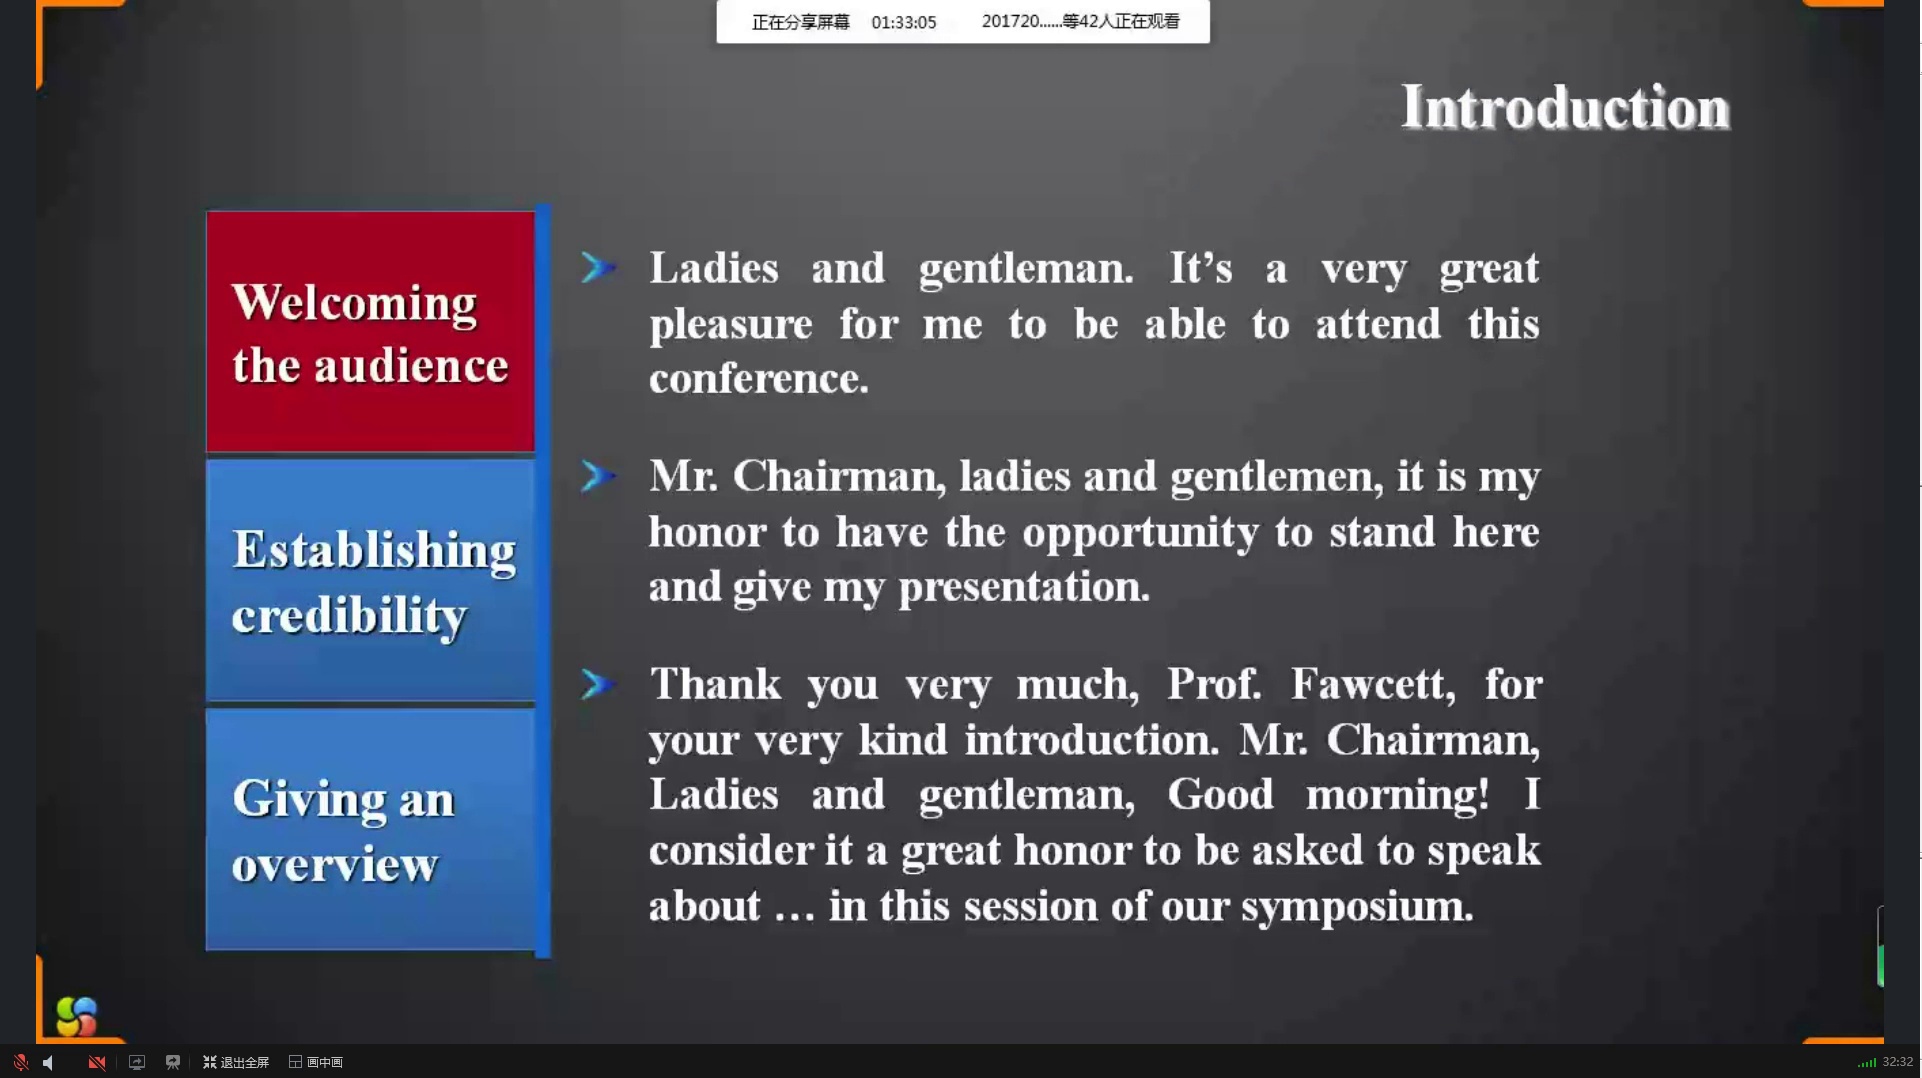 正在分享屏幕 01:33:05 201720......等42人正在观看
Introduction
Welcoming
the audience
Establishing
credibility
Giving an
overview
Ladies and gentleman. It’s a very great
pleasure for me to be able to attend this
conference.
Mr. Chairman, ladies and gentlemen, it is my
honor to have the opportunity to stand here
and give my presentation.
Thank you very much, Prof. Fawcett, for
your very kind introduction. Mr. Chairman,
Ladies and gentleman, Good morning! I
consider it a great honor to be asked to speak
about … in this session of our symposium.
退出全屏 画中画 32:32